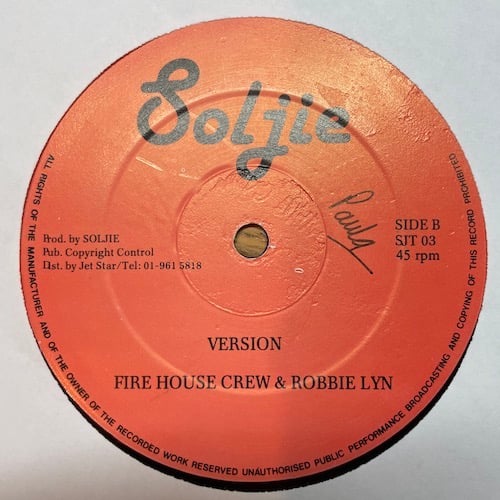 Soljie
Paula
SIDE B
SJT 03
45 rpm
Prod. by SOLJIE
Pub. Copyright Control
Dist. by Jet Star/Tel: 01-961 5818
VERSION
FIRE HOUSE CREW & ROBBIE LYN
ALL RIGHTS OF THE MANUFACTURER AND OF THE OWNER OF THE RECORDED WORK RESERVED UNAUTHORISED PUBLIC PERFORMANCE BROADCASTING AND COPYING OF THIS RECORD PROHIBITED